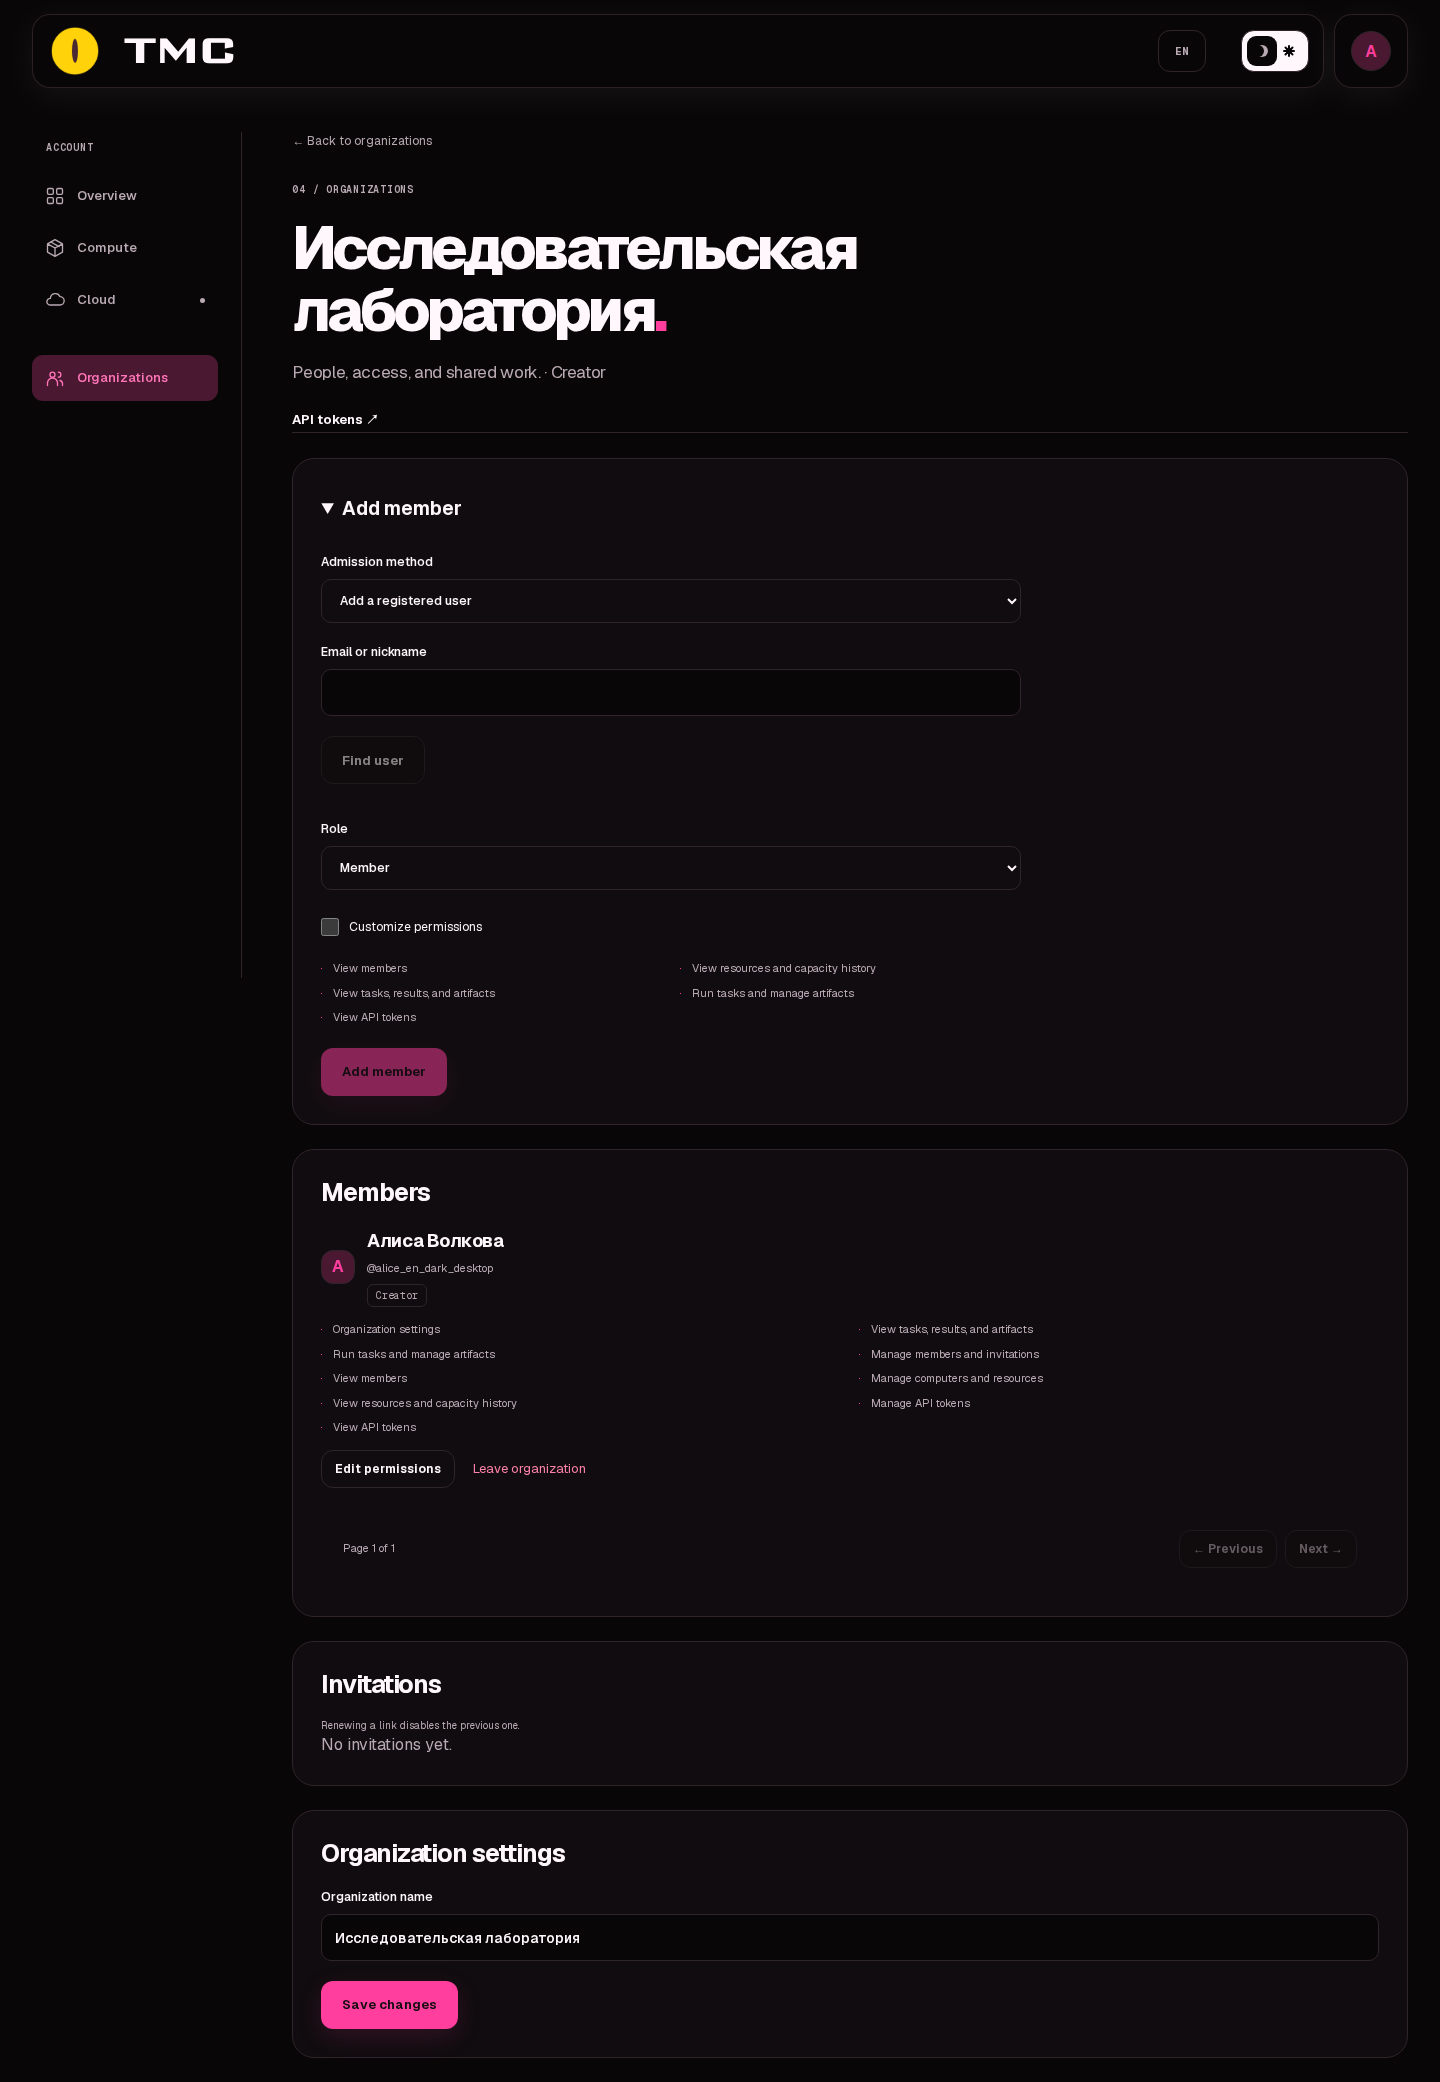 TMC
EN
A
ACCOUNT
Overview
Compute
Cloud
Organizations
← Back to organizations
04 / ORGANIZATIONS
Исследовательская
лаборатория.
People, access, and shared work. · Creator
API tokens ↗
▼ Add member
Admission method
Add a registered user
Email or nickname
Find user
Role
Member
Customize permissions
· View members
· View resources and capacity history
· View tasks, results, and artifacts
· Run tasks and manage artifacts
· View API tokens
Add member
Members
A
Алиса Волкова
@alice_en_dark_desktop
Creator
· Organization settings
· View tasks, results, and artifacts
· Run tasks and manage artifacts
· Manage members and invitations
· View members
· Manage computers and resources
· View resources and capacity history
· Manage API tokens
· View API tokens
Edit permissions
Leave organization
Page 1 of 1
← Previous
Next →
Invitations
Renewing a link disables the previous one.
No invitations yet.
Organization settings
Organization name
Исследовательская лаборатория
Save changes